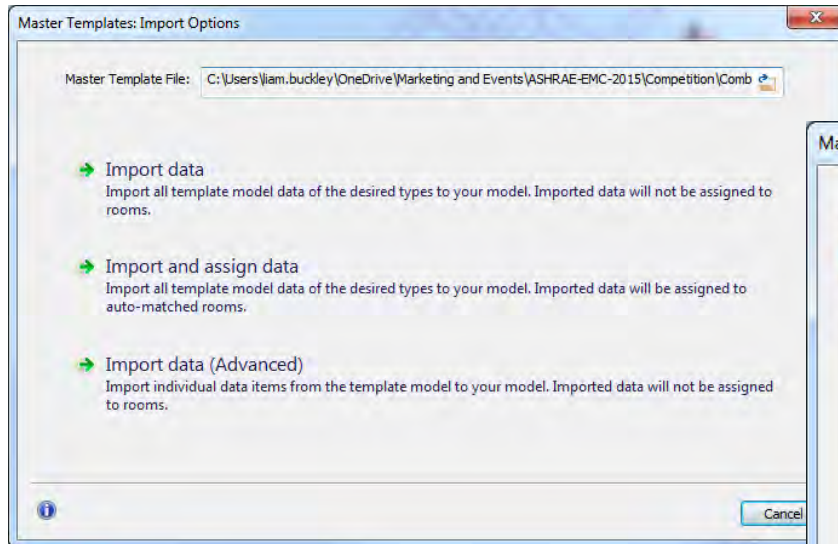 Master Templates: Import Options
Master Template File: C:\Users\liam.buckley\OneDrive\Marketing and Events\ASHRAE-EMC-2015\Competition\Comb
Ma
Import data
Import all template model data of the desired types to your model. Imported data will not be assigned to
rooms.
Import and assign data
Import all template model data of the desired types to your model. Imported data will be assigned to
auto-matched rooms.
Import data (Advanced)
Import individual data items from the template model to your model. Imported data will not be assigned
to rooms.
Cancel